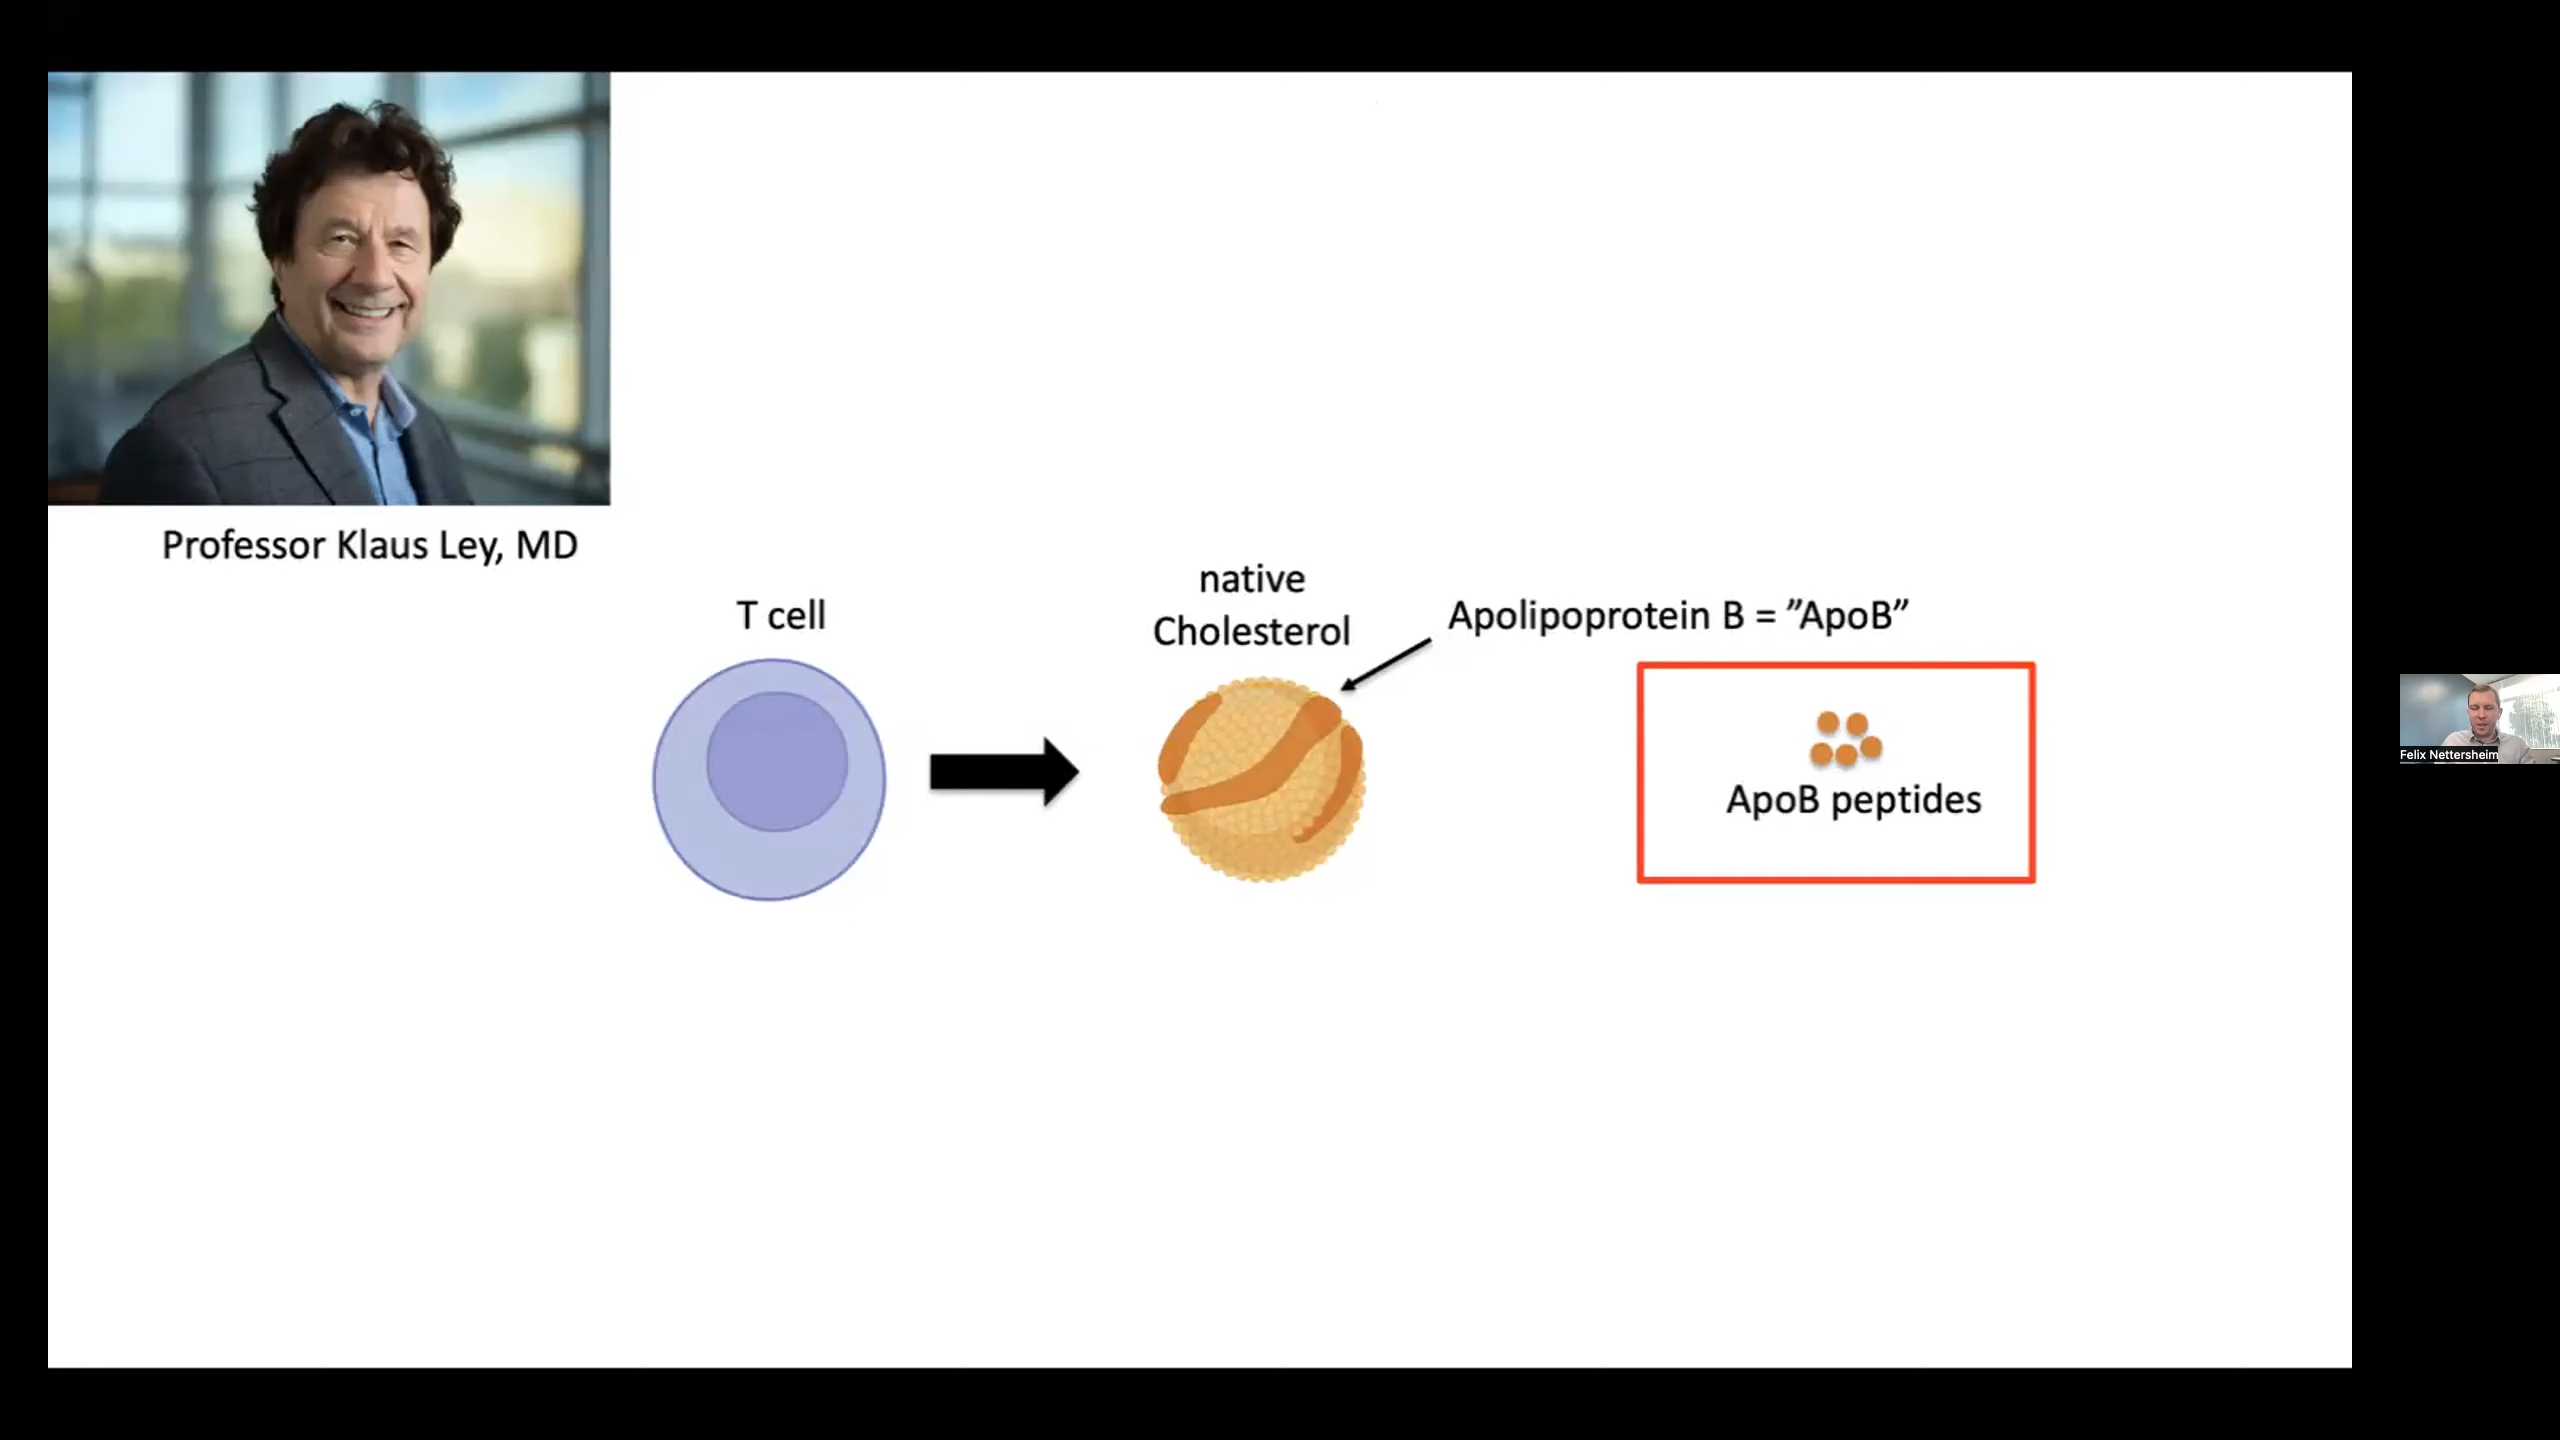 Professor Klaus Ley, MD
T cell
native
Cholesterol
Apolipoprotein B = ”ApoB”
ApoB peptides
Felix Nettersheim